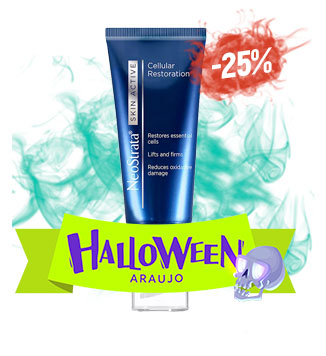 -25%
Cellular
Restoration
NeoStrata®
SKIN ACTIVE
Restores essential
cells
Lifts and firms
Reduces oxidative
damage
HALLOWEEN
ARAUJO